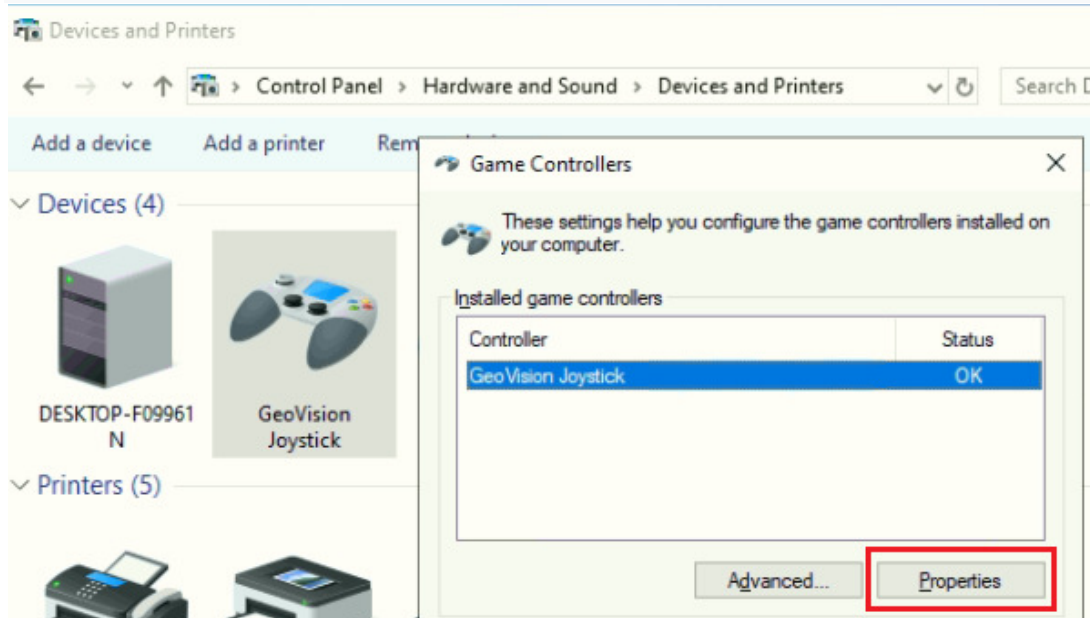 Devices and Printers
Control Panel > Hardware and Sound > Devices and Printers
Search
Add a device Add a printer Rem
Game Controllers
These settings help you configure the game controllers installed on
your computer.
Devices (4)
Installed game controllers
Controller Status
GeoVision Joystick OK
DESKTOP-F09961
N
GeoVision
Joystick
Printers (5)
Advanced... Properties